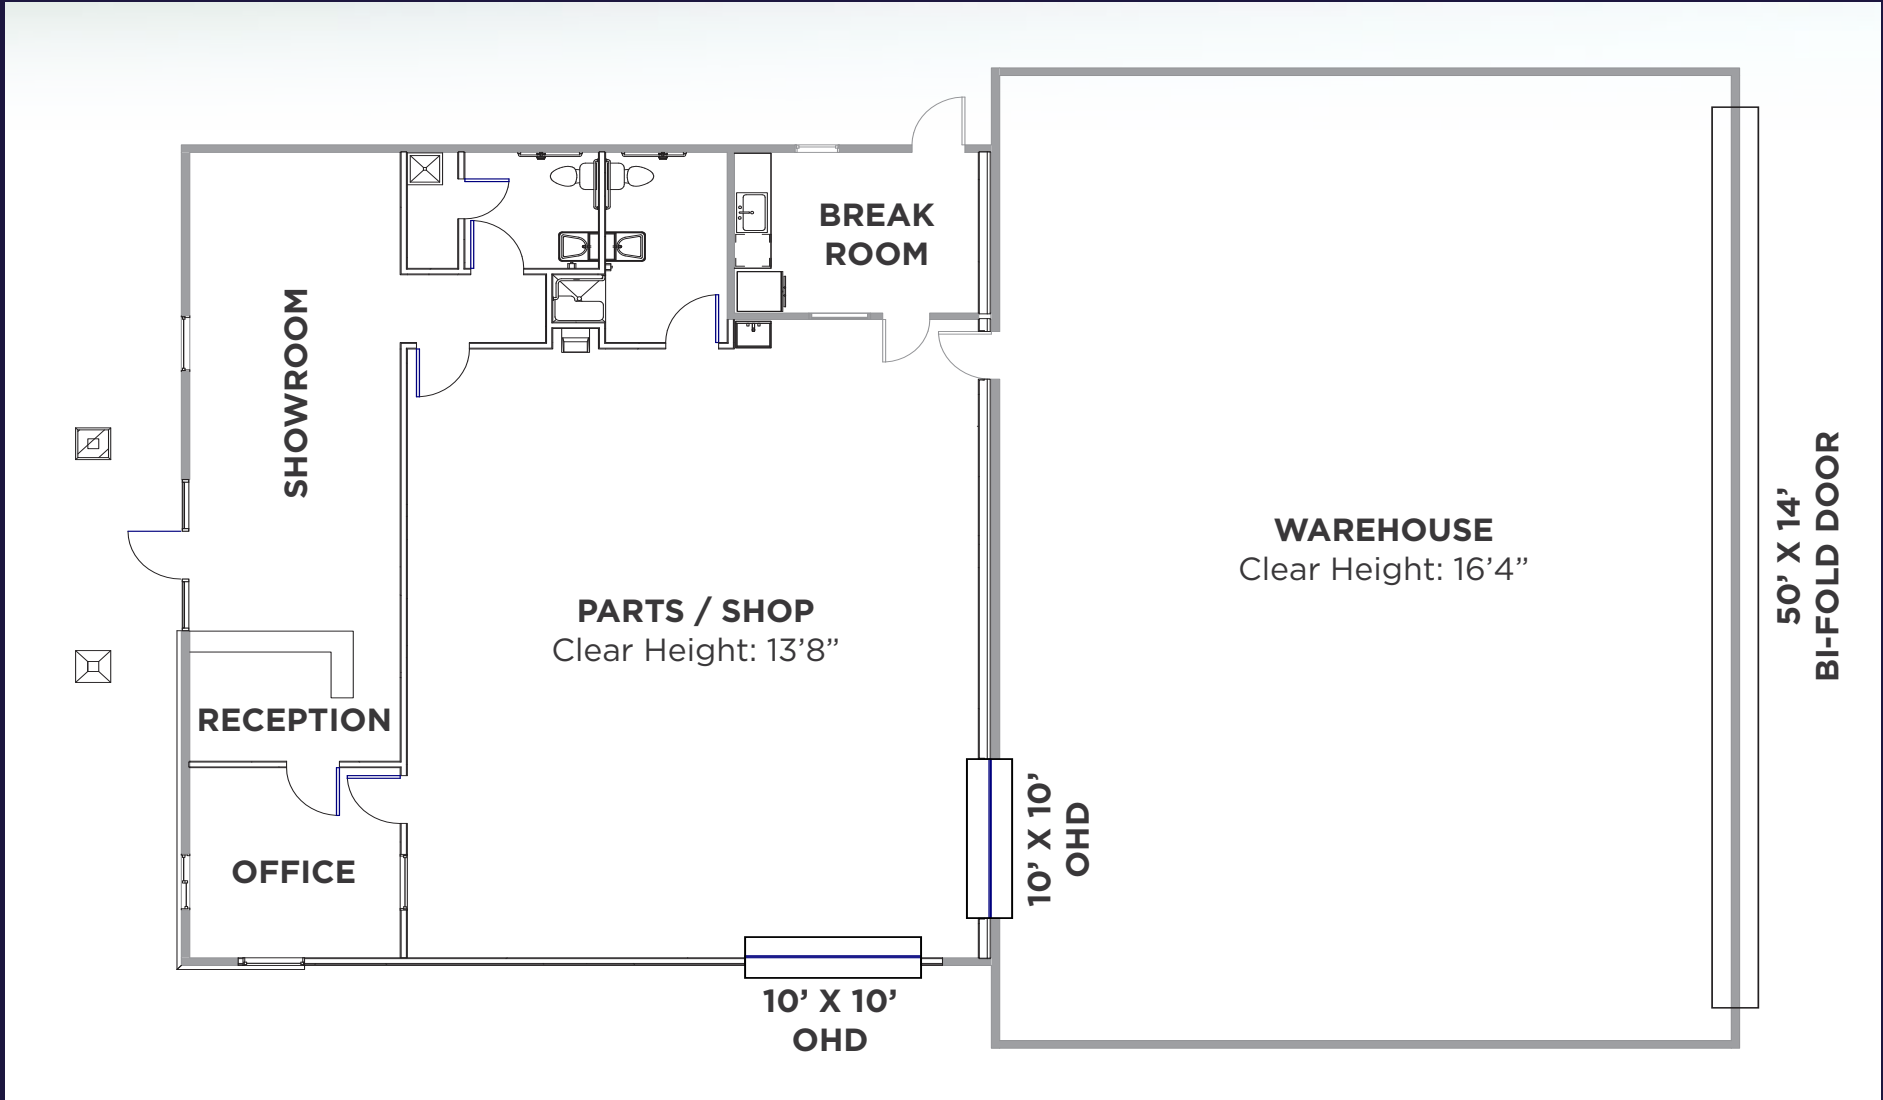 BREAK
ROOM
SHOWROOM
WAREHOUSE
Clear Height: 16’4”
50’ X 14’
BI-FOLD DOOR
PARTS / SHOP
Clear Height: 13’8”
RECEPTION
10’ X 10’
OHD
OFFICE
10’ X 10’
OHD